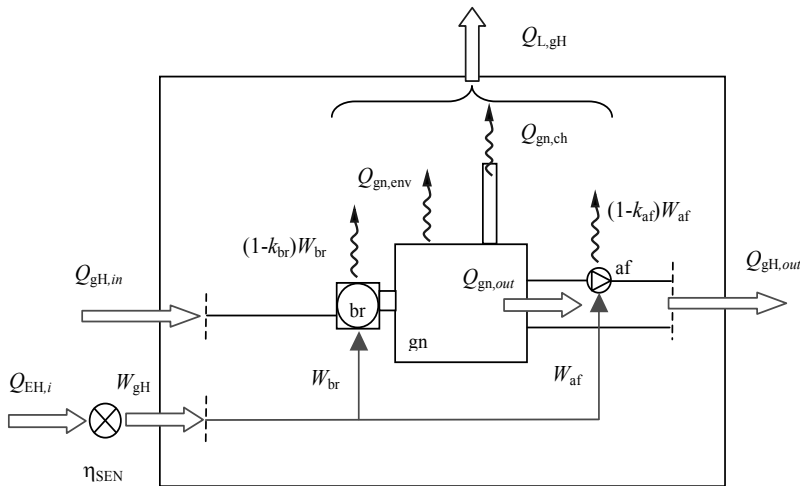 Q_L,gH
Q_gn,ch
Q_gn,env
(1-k_br)W_br
(1-k_af)W_af
Q_gH,in
Q_gn,out
af
Q_gH,out
br
gn
Q_EH,i
W_gH
W_br
W_af
η_SEN